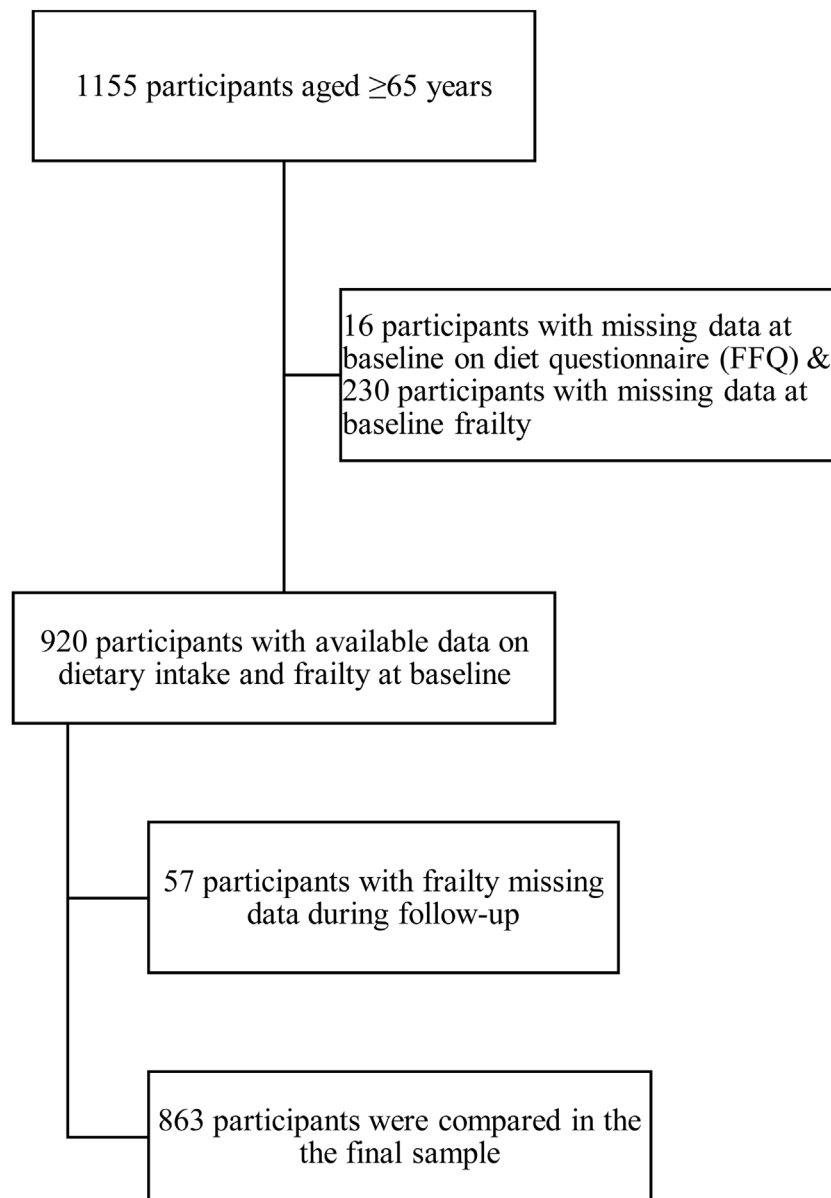 1155 participants aged ≥65 years
16 participants with missing data at
baseline on diet questionnaire (FFQ) &
230 participants with missing data at
baseline frailty
920 participants with available data on
dietary intake and frailty at baseline
57 participants with frailty missing
data during follow-up
863 participants were compared in the
the final sample